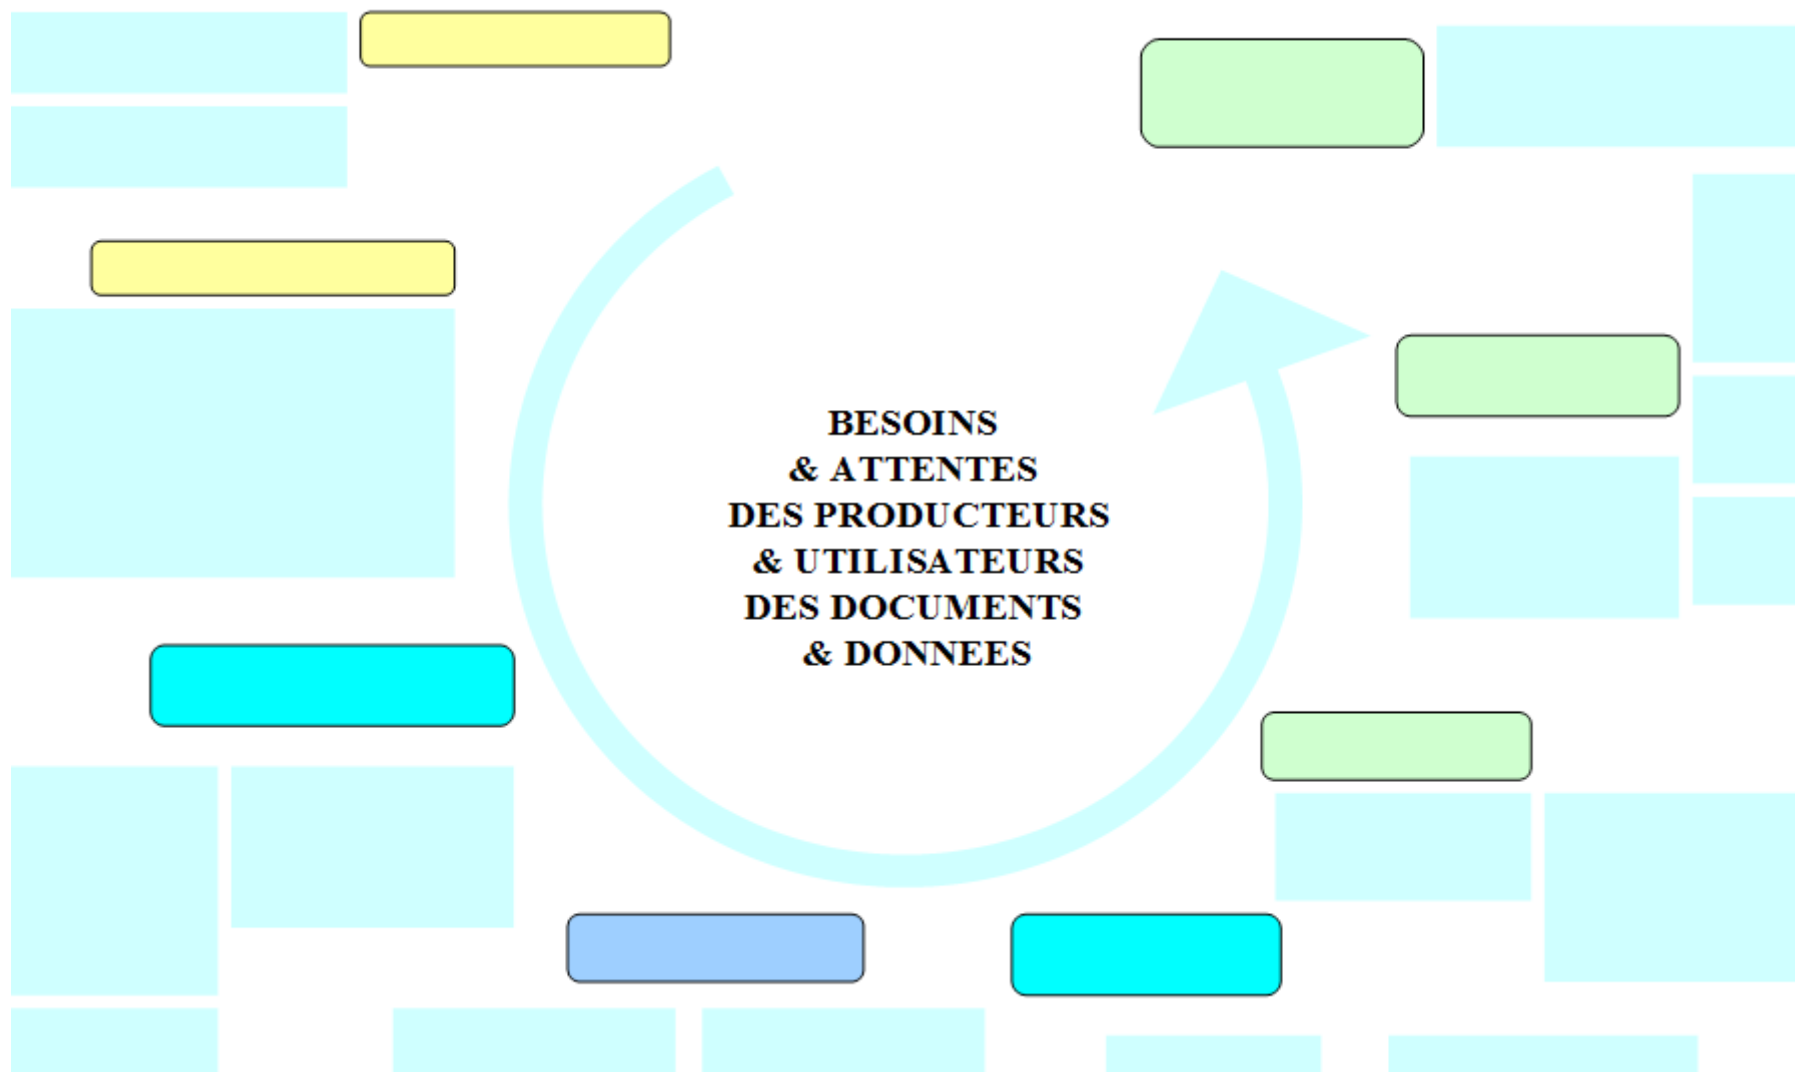 BESOINS
& ATTENTES
DES PRODUCTEURS
& UTILISATEURS
DES DOCUMENTS
& DONNEES